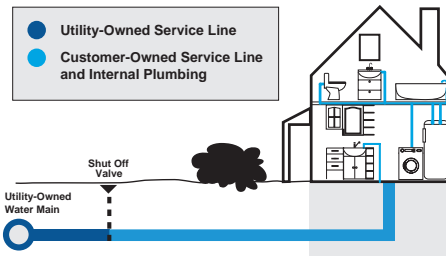 Utility-Owned Service Line
Customer-Owned Service Line
and Internal Plumbing
Shut Off
Valve
Utility-Owned
Water Main